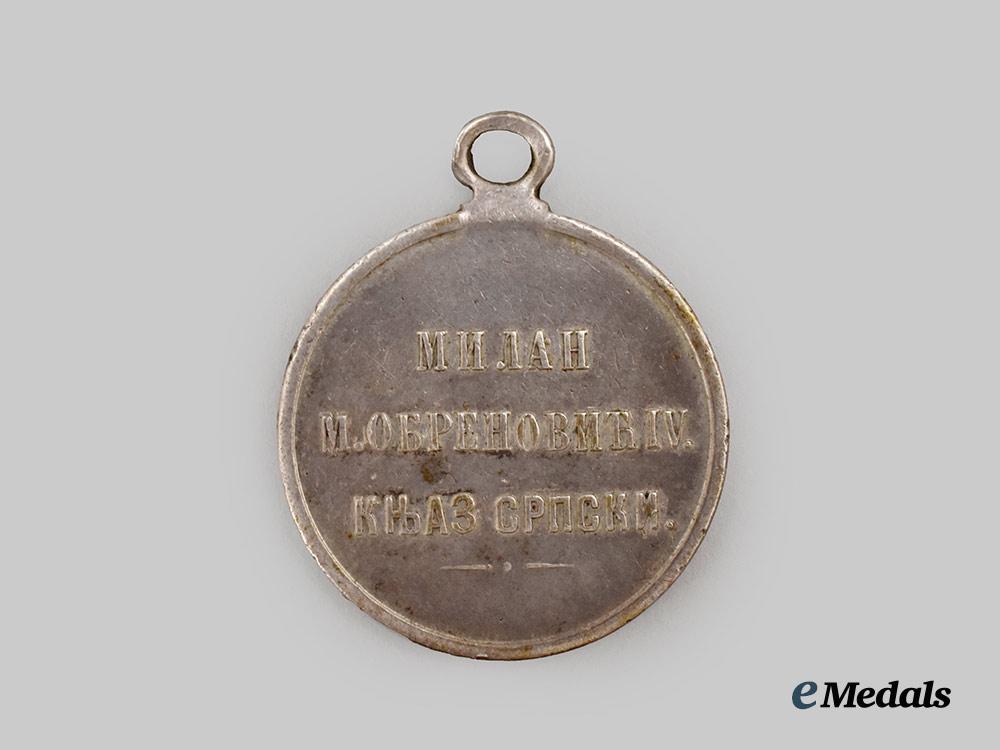 МИЛАН
М. ОБРЕНОВИЋ IV.
КЊАЗ СРПСКИ.
eMedals